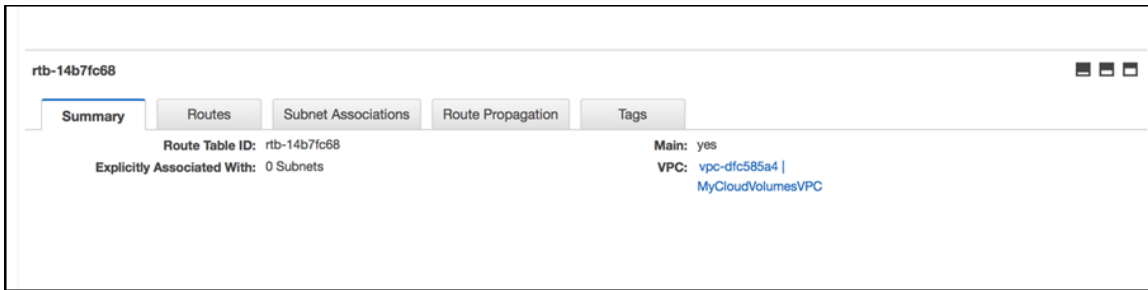 rtb-14b7fc68
Summary Routes Subnet Associations Route Propagation Tags
Route Table ID: rtb-14b7fc68 Main: yes
Explicitly Associated With: 0 Subnets VPC: vpc-dfc585a4 |
MyCloudVolumesVPC